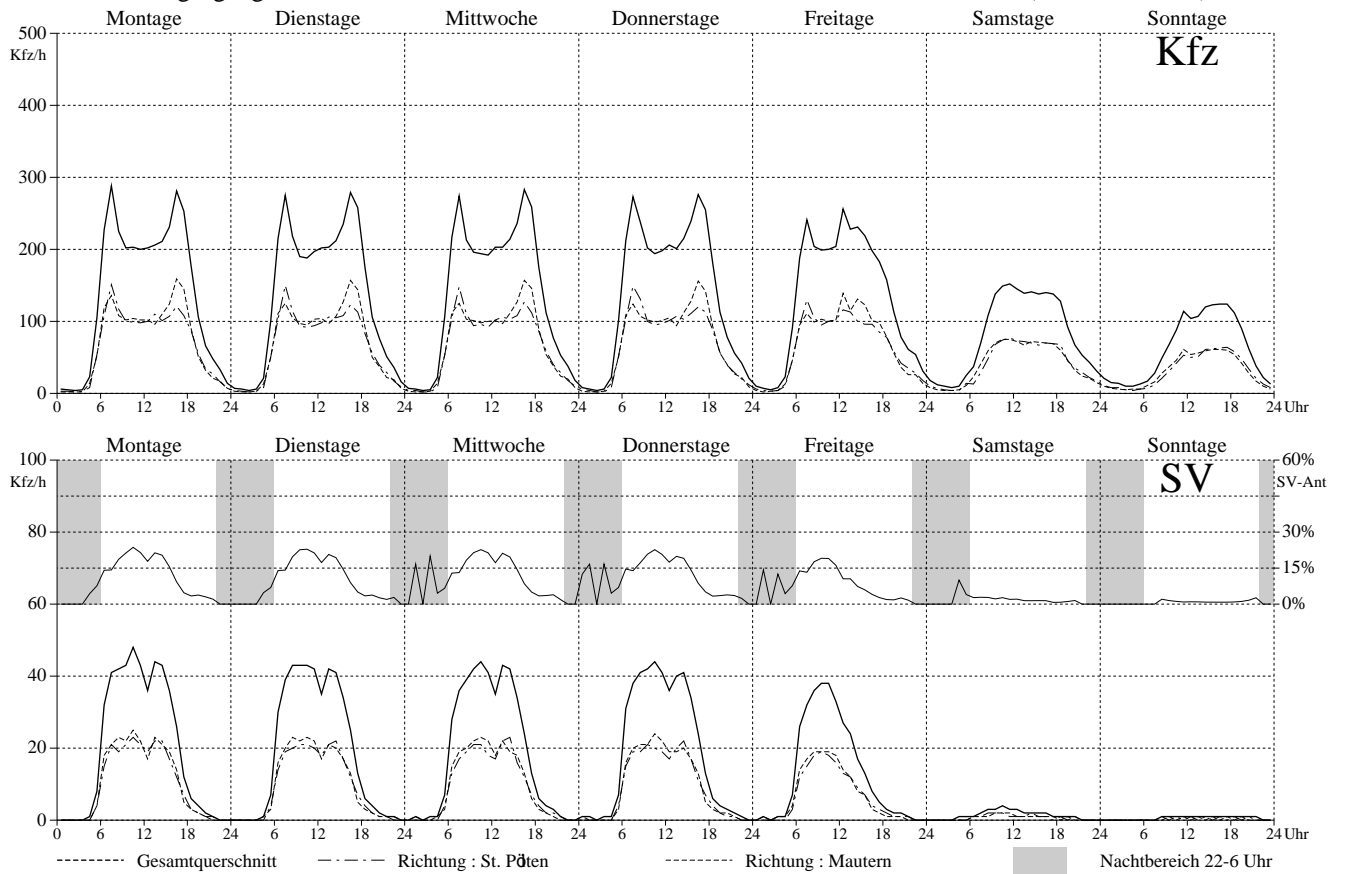 Montage Dienstage Mittwoche Donnerstage Freitage Samstage Sonntage
500
Kfz/h
Kfz
400
300
200
100
0
0 6 12 18 24 6 12 18 24 6 12 18 24 6 12 18 24 6 12 18 24 6 12 18 24 6 12 18 24 Uhr
Montage Dienstage Mittwoche Donnerstage Freitage Samstage Sonntage
100 60%
Kfz/h SV SV-Ant
80 30%
15%
60 0%
40
20
0
0 6 12 18 24 6 12 18 24 6 12 18 24 6 12 18 24 6 12 18 24 6 12 18 24 6 12 18 24 Uhr
Gesamtquerschnitt Richtung : St. Pölten Richtung : Mautern Nachtbereich 22-6 Uhr